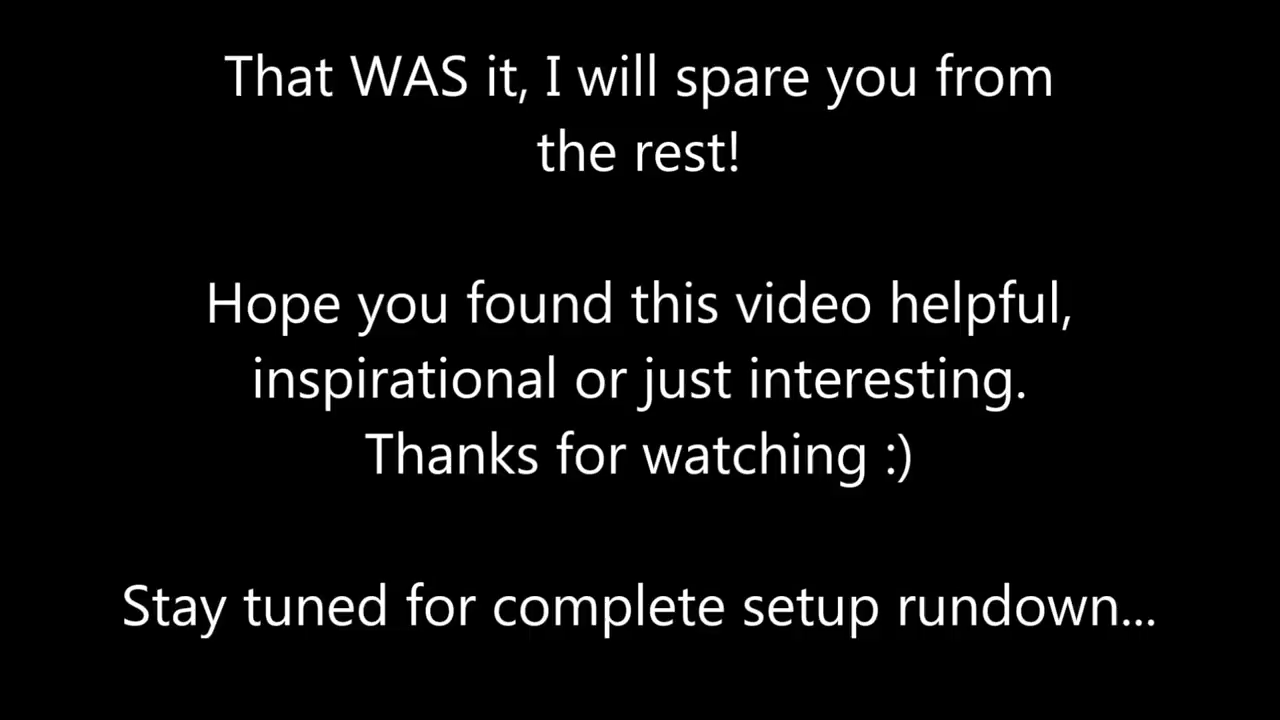 That WAS it, I will spare you from
the rest!
Hope you found this video helpful,
inspirational or just interesting.
Thanks for watching :)
Stay tuned for complete setup rundown...